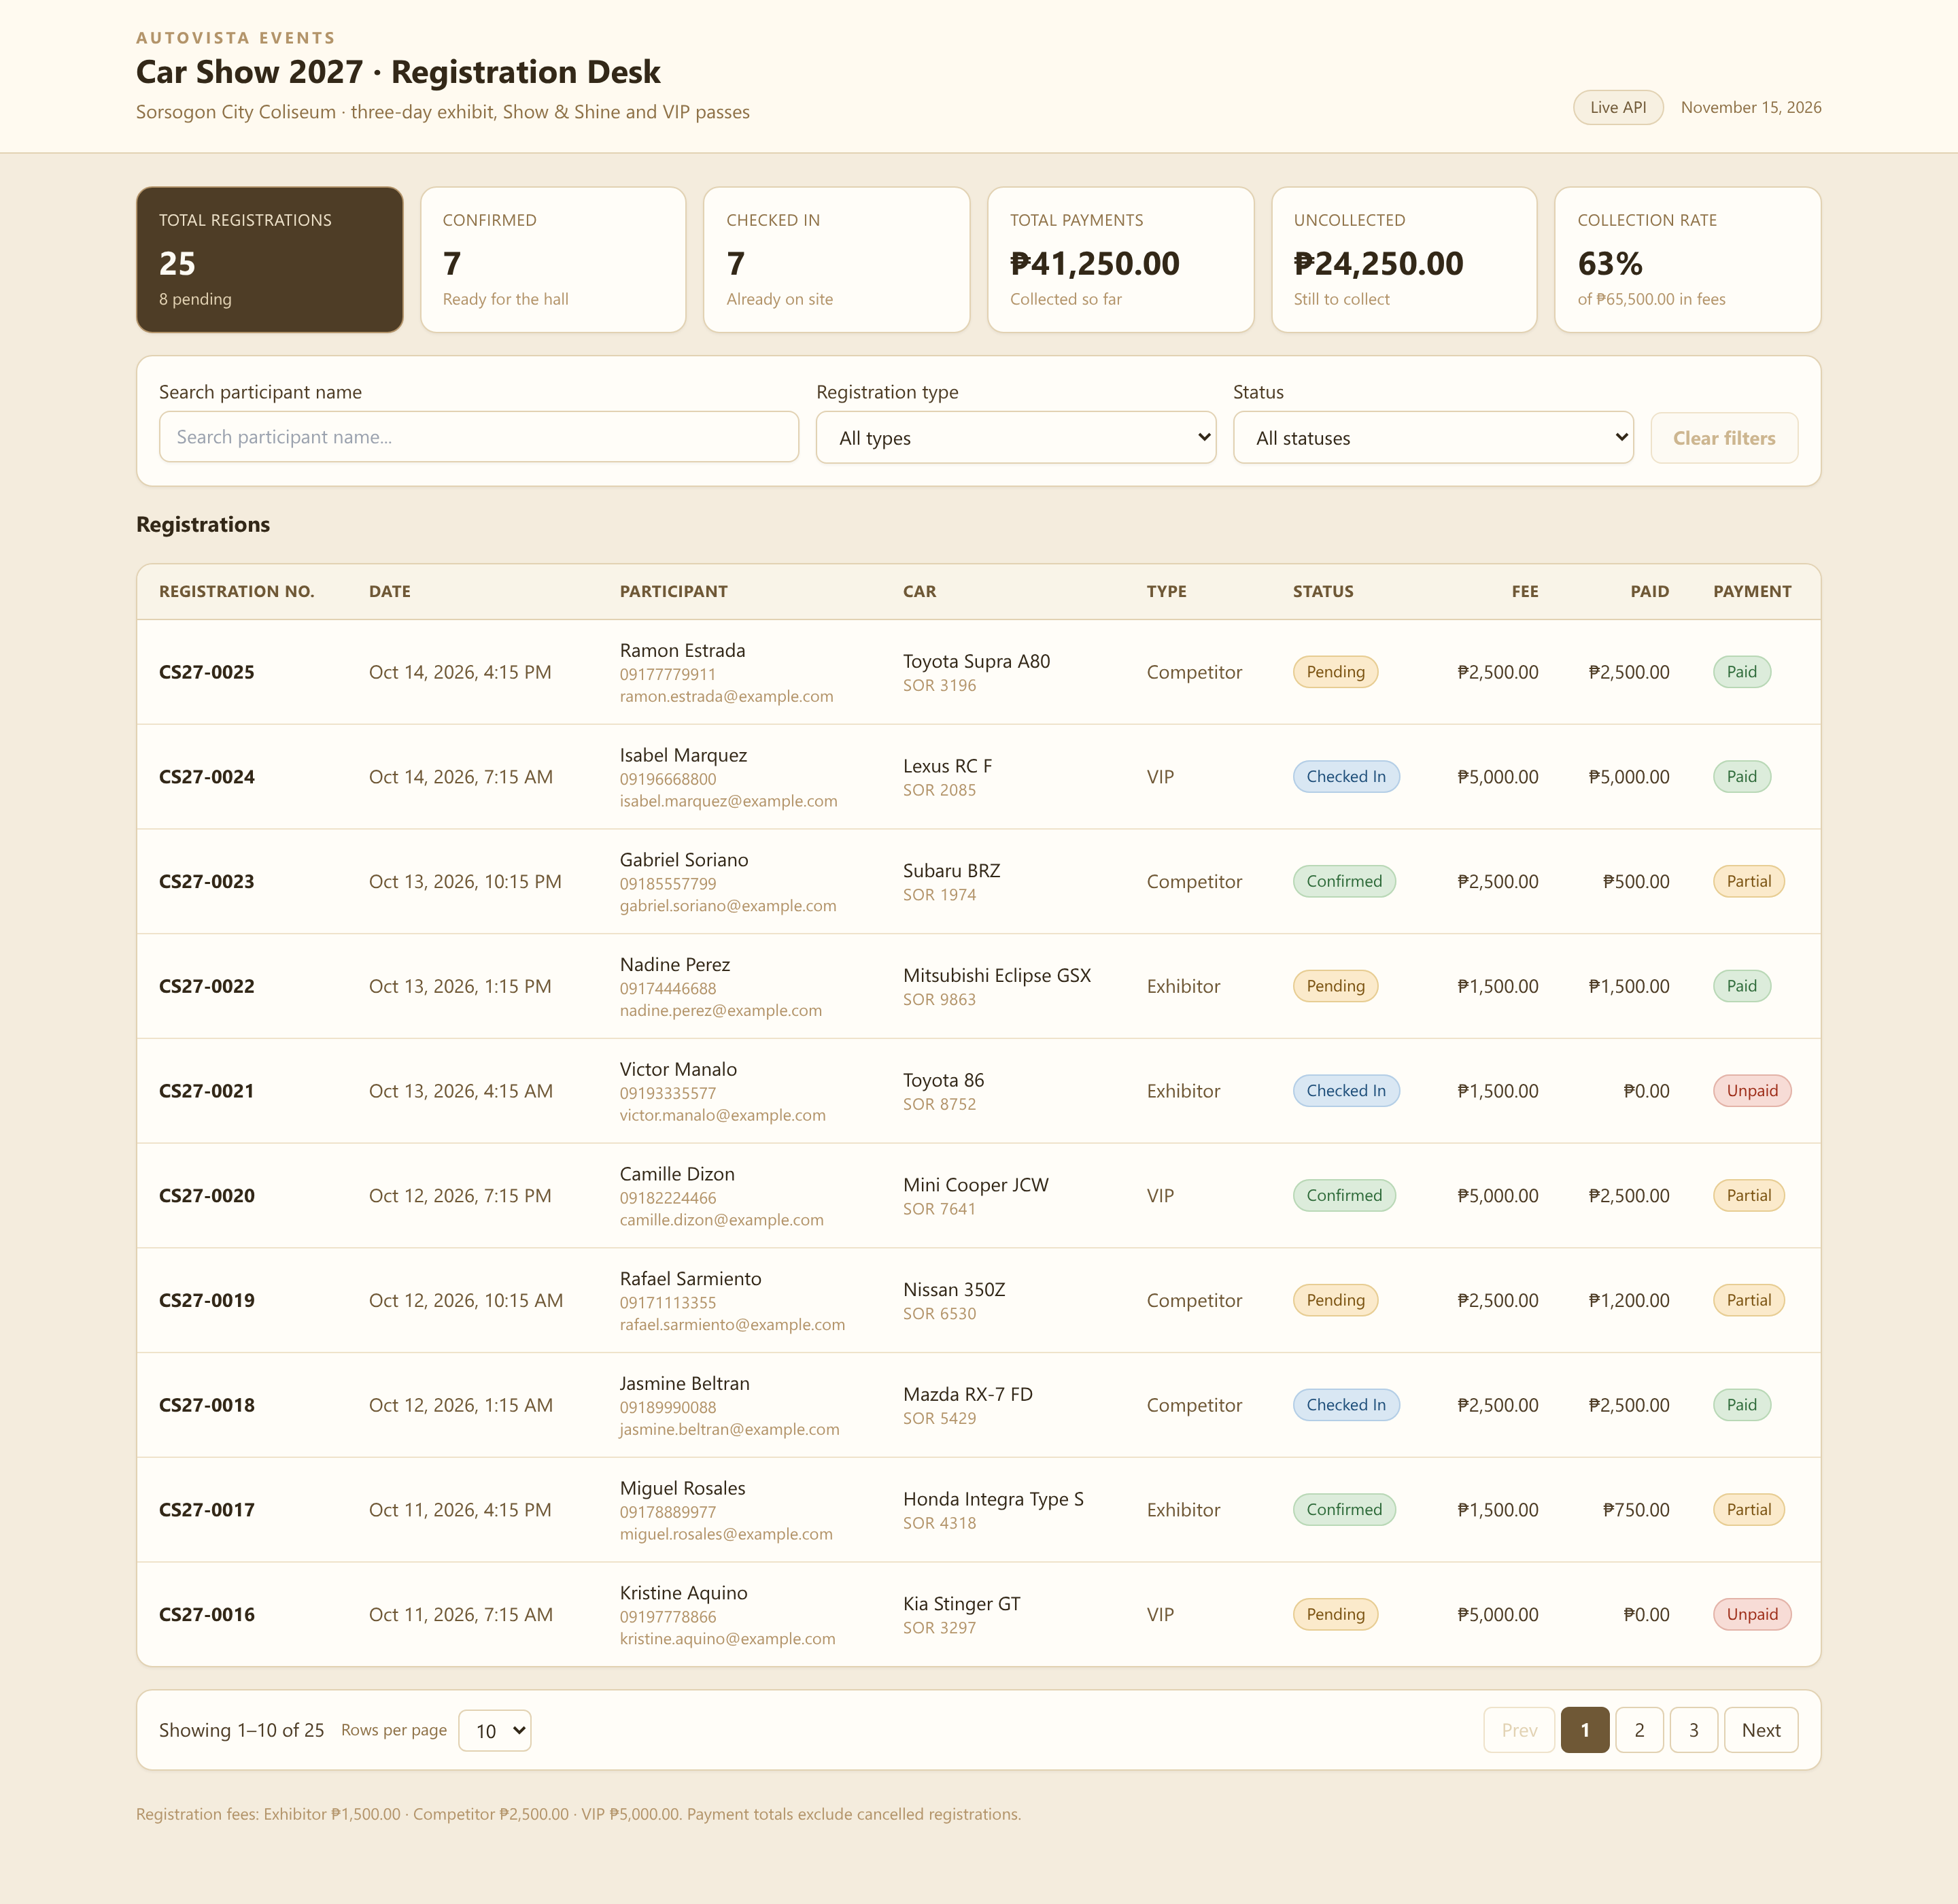 AUTOVISTA EVENTS
Car Show 2027 · Registration Desk
Sorsogon City Coliseum · three-day exhibit, Show & Shine and VIP passes
Live API November 15, 2026
TOTAL REGISTRATIONS
25
8 pending
CONFIRMED
7
Ready for the hall
CHECKED IN
7
Already on site
TOTAL PAYMENTS
₱41,250.00
Collected so far
UNCOLLECTED
₱24,250.00
Still to collect
COLLECTION RATE
63%
of ₱65,500.00 in fees
Search participant name
Search participant name...
Registration type
All types
Status
All statuses
Clear filters
Registrations
REGISTRATION NO. DATE PARTICIPANT CAR TYPE STATUS FEE PAID PAYMENT
CS27-0025 Oct 14, 2026, 4:15 PM Ramon Estrada
09177779911
ramon.estrada@example.com
Toyota Supra A80
SOR 3196
Competitor Pending ₱2,500.00 ₱2,500.00 Paid
CS27-0024 Oct 14, 2026, 7:15 AM Isabel Marquez
09196668800
isabel.marquez@example.com
Lexus RC F
SOR 2085
VIP Checked In ₱5,000.00 ₱5,000.00 Paid
CS27-0023 Oct 13, 2026, 10:15 PM Gabriel Soriano
09185557799
gabriel.soriano@example.com
Subaru BRZ
SOR 1974
Competitor Confirmed ₱2,500.00 ₱500.00 Partial
CS27-0022 Oct 13, 2026, 1:15 PM Nadine Perez
09174446688
nadine.perez@example.com
Mitsubishi Eclipse GSX
SOR 9863
Exhibitor Pending ₱1,500.00 ₱1,500.00 Paid
CS27-0021 Oct 13, 2026, 4:15 AM Victor Manalo
09193335577
victor.manalo@example.com
Toyota 86
SOR 8752
Exhibitor Checked In ₱1,500.00 ₱0.00 Unpaid
CS27-0020 Oct 12, 2026, 7:15 PM Camille Dizon
09182224466
camille.dizon@example.com
Mini Cooper JCW
SOR 7641
VIP Confirmed ₱5,000.00 ₱2,500.00 Partial
CS27-0019 Oct 12, 2026, 10:15 AM Rafael Sarmiento
09171113355
rafael.sarmiento@example.com
Nissan 350Z
SOR 6530
Competitor Pending ₱2,500.00 ₱1,200.00 Partial
CS27-0018 Oct 12, 2026, 1:15 AM Jasmine Beltran
09189990088
jasmine.beltran@example.com
Mazda RX-7 FD
SOR 5429
Competitor Checked In ₱2,500.00 ₱2,500.00 Paid
CS27-0017 Oct 11, 2026, 4:15 PM Miguel Rosales
09178889977
miguel.rosales@example.com
Honda Integra Type S
SOR 4318
Exhibitor Confirmed ₱1,500.00 ₱750.00 Partial
CS27-0016 Oct 11, 2026, 7:15 AM Kristine Aquino
09197778866
kristine.aquino@example.com
Kia Stinger GT
SOR 3297
VIP Pending ₱5,000.00 ₱0.00 Unpaid
Showing 1–10 of 25 Rows per page 10 Prev 1 2 3 Next
Registration fees: Exhibitor ₱1,500.00 · Competitor ₱2,500.00 · VIP ₱5,000.00. Payment totals exclude cancelled registrations.